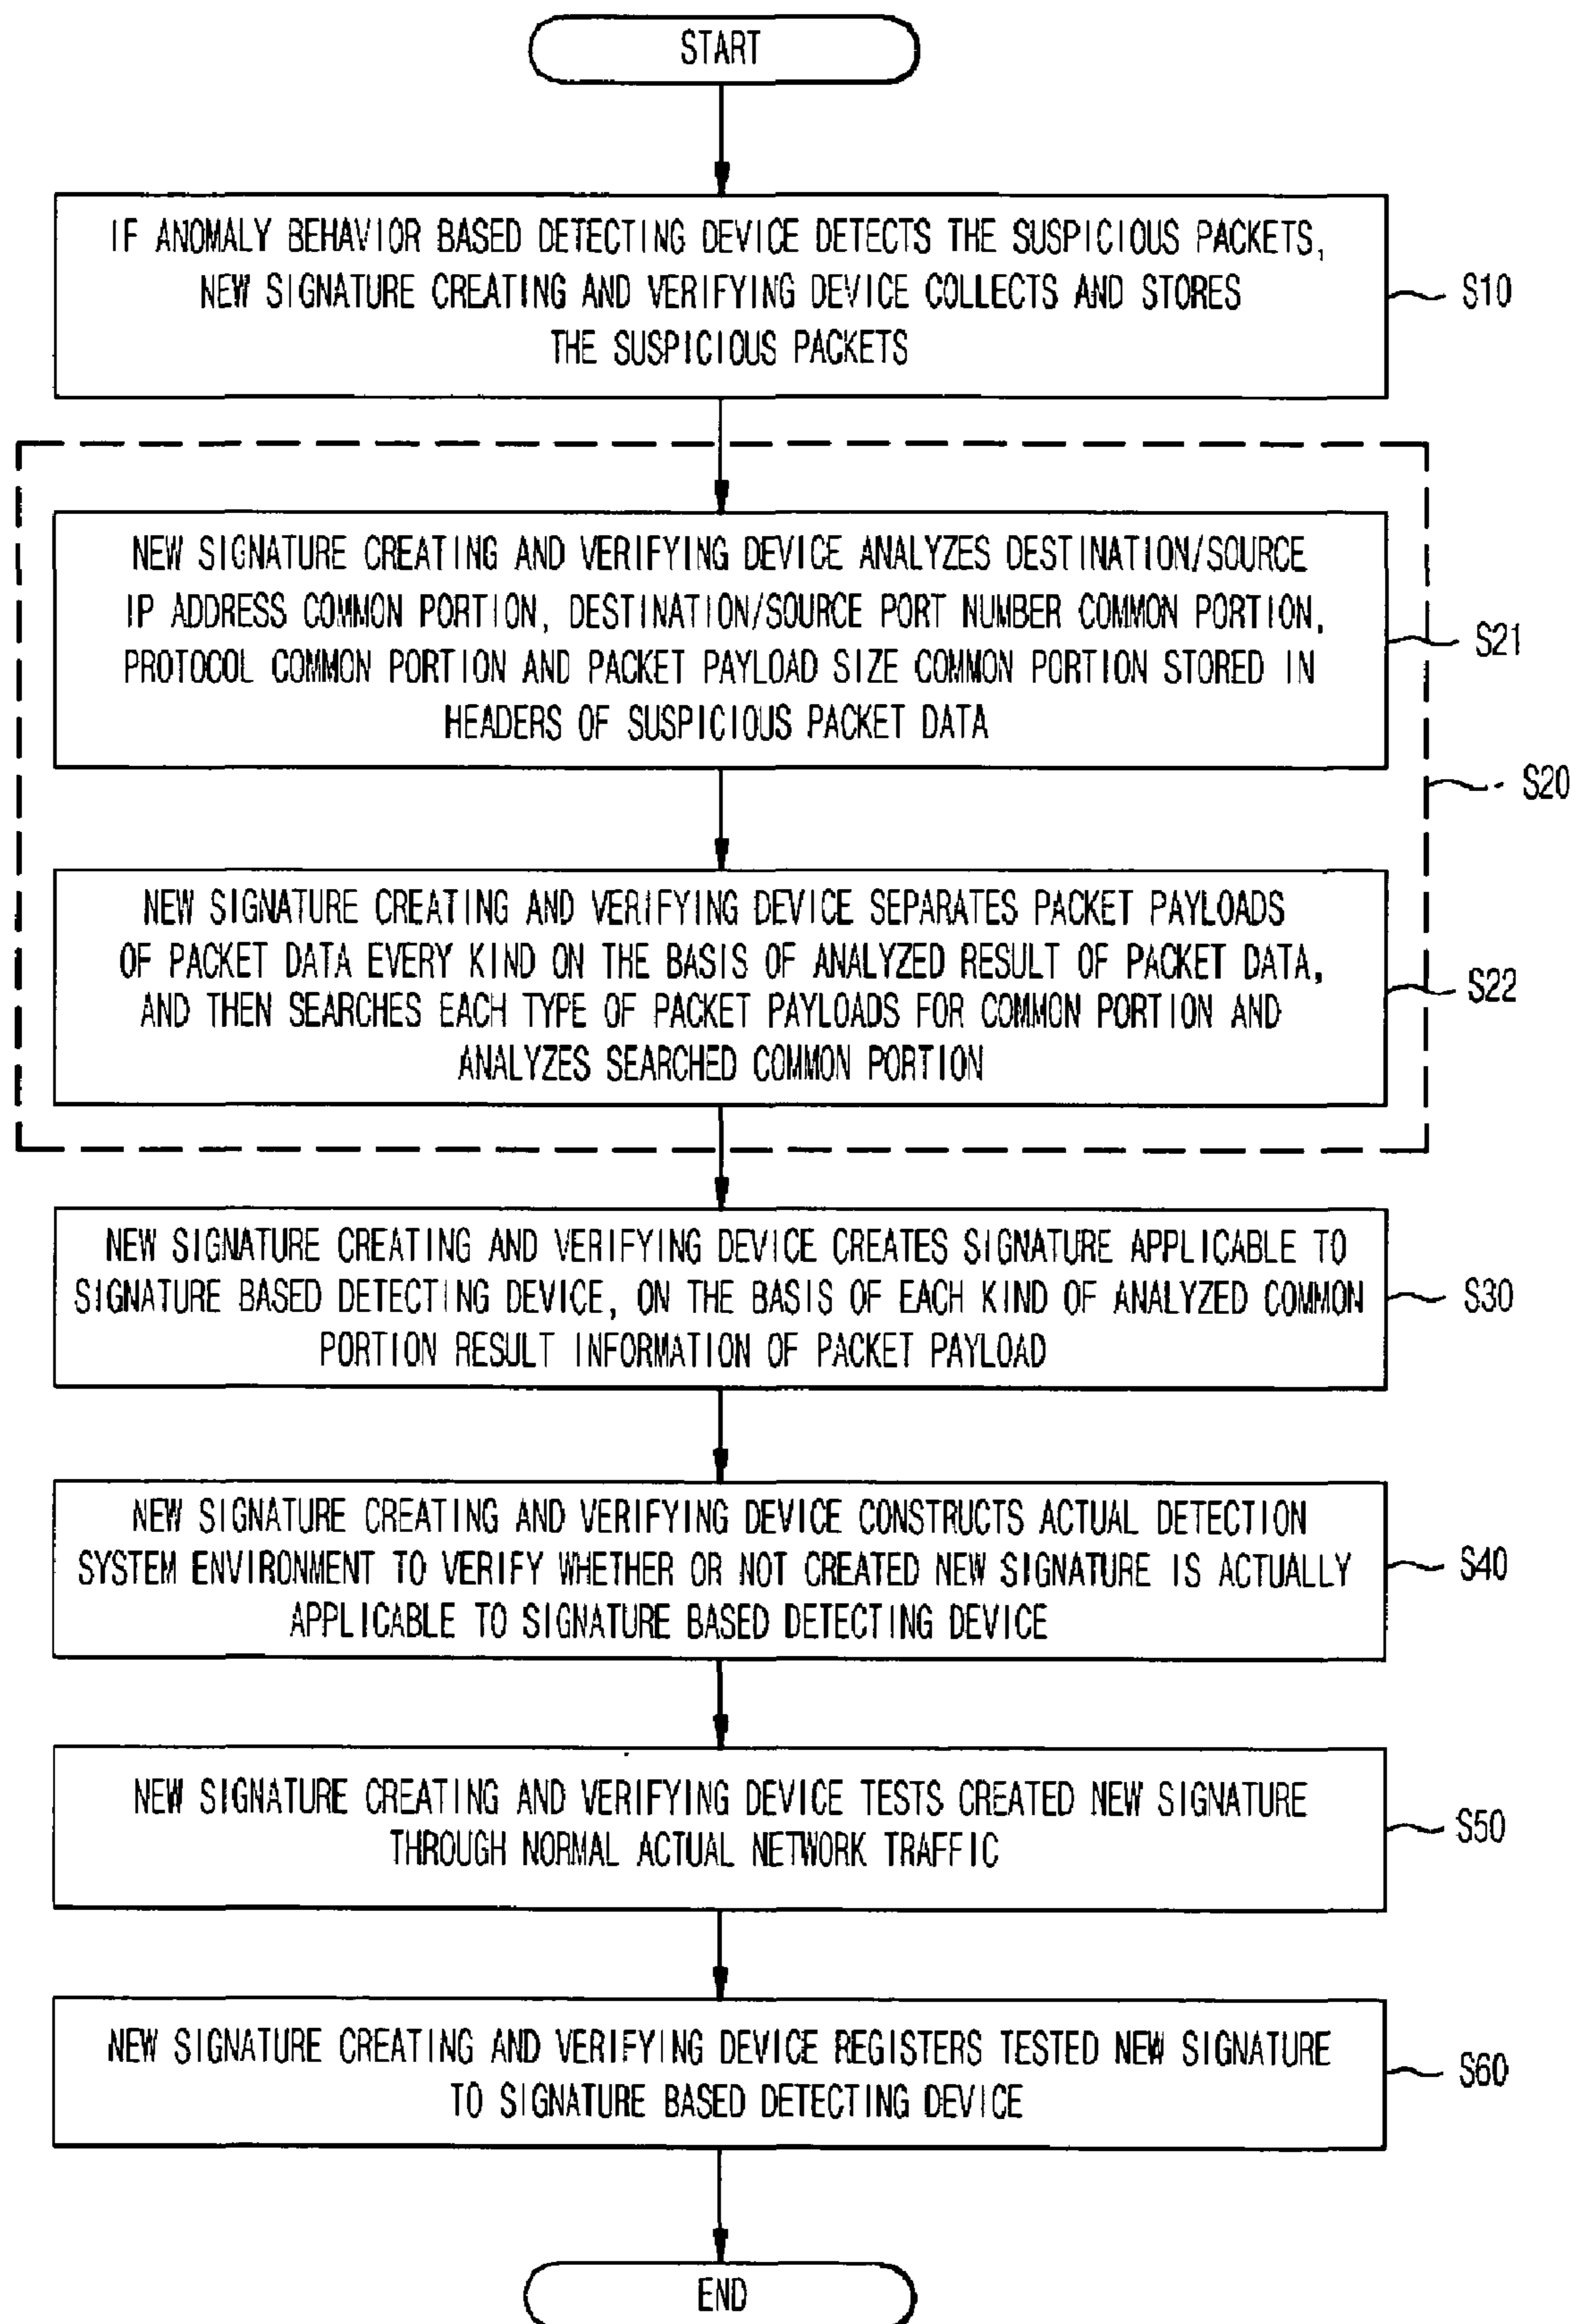 START
IF ANOMALY BEHAVIOR BASED DETECTING DEVICE DETECTS THE SUSPICIOUS PACKETS,
NEW SIGNATURE CREATING AND VERIFYING DEVICE COLLECTS AND STORES
THE SUSPICIOUS PACKETS
S10
NEW SIGNATURE CREATING AND VERIFYING DEVICE ANALYZES DESTINATION/SOURCE
IP ADDRESS COMMON PORTION, DESTINATION/SOURCE PORT NUMBER COMMON PORTION,
PROTOCOL COMMON PORTION AND PACKET PAYLOAD SIZE COMMON PORTION STORED IN
HEADERS OF SUSPICIOUS PACKET DATA
S21
S20
NEW SIGNATURE CREATING AND VERIFYING DEVICE SEPARATES PACKET PAYLOADS
OF PACKET DATA EVERY KIND ON THE BASIS OF ANALYZED RESULT OF PACKET DATA,
AND THEN SEARCHES EACH TYPE OF PACKET PAYLOADS FOR COMMON PORTION AND
ANALYZES SEARCHED COMMON PORTION
S22
NEW SIGNATURE CREATING AND VERIFYING DEVICE CREATES SIGNATURE APPLICABLE TO
SIGNATURE BASED DETECTING DEVICE, ON THE BASIS OF EACH KIND OF ANALYZED COMMON
PORTION RESULT INFORMATION OF PACKET PAYLOAD
S30
NEW SIGNATURE CREATING AND VERIFYING DEVICE CONSTRUCTS ACTUAL DETECTION
SYSTEM ENVIRONMENT TO VERIFY WHETHER OR NOT CREATED NEW SIGNATURE IS ACTUALLY
APPLICABLE TO SIGNATURE BASED DETECTING DEVICE
S40
NEW SIGNATURE CREATING AND VERIFYING DEVICE TESTS CREATED NEW SIGNATURE
THROUGH NORMAL ACTUAL NETWORK TRAFFIC
S50
NEW SIGNATURE CREATING AND VERIFYING DEVICE REGISTERS TESTED NEW SIGNATURE
TO SIGNATURE BASED DETECTING DEVICE
S60
END